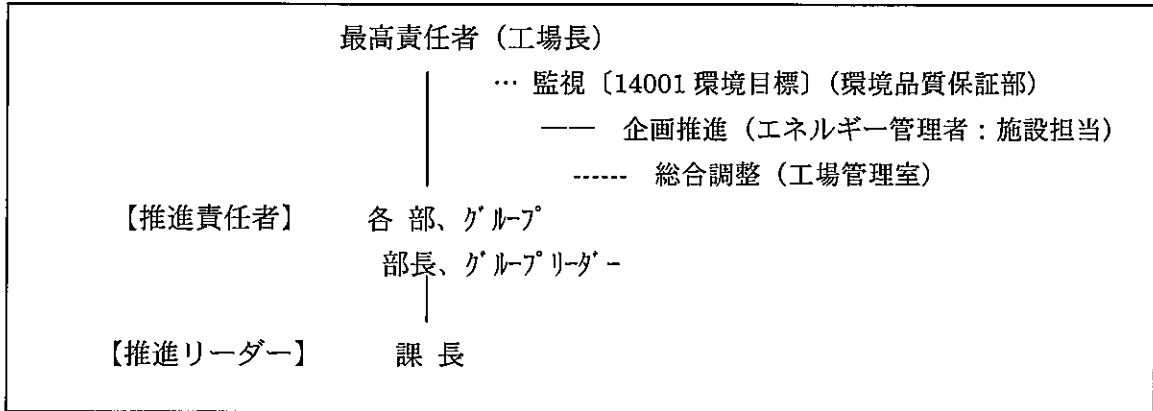 最高責任者（工場長）
… 監視〔14001 環境目標〕（環境品質保証部）
―― 企画推進（エネルギー管理者：施設担当）
------ 総合調整（工場管理室）
【推進責任者】 各 部、ｸﾞﾙｰﾌﾟ
部長、ｸﾞﾙｰﾌﾟﾘｰﾀﾞｰ
【推進リーダー】 課 長